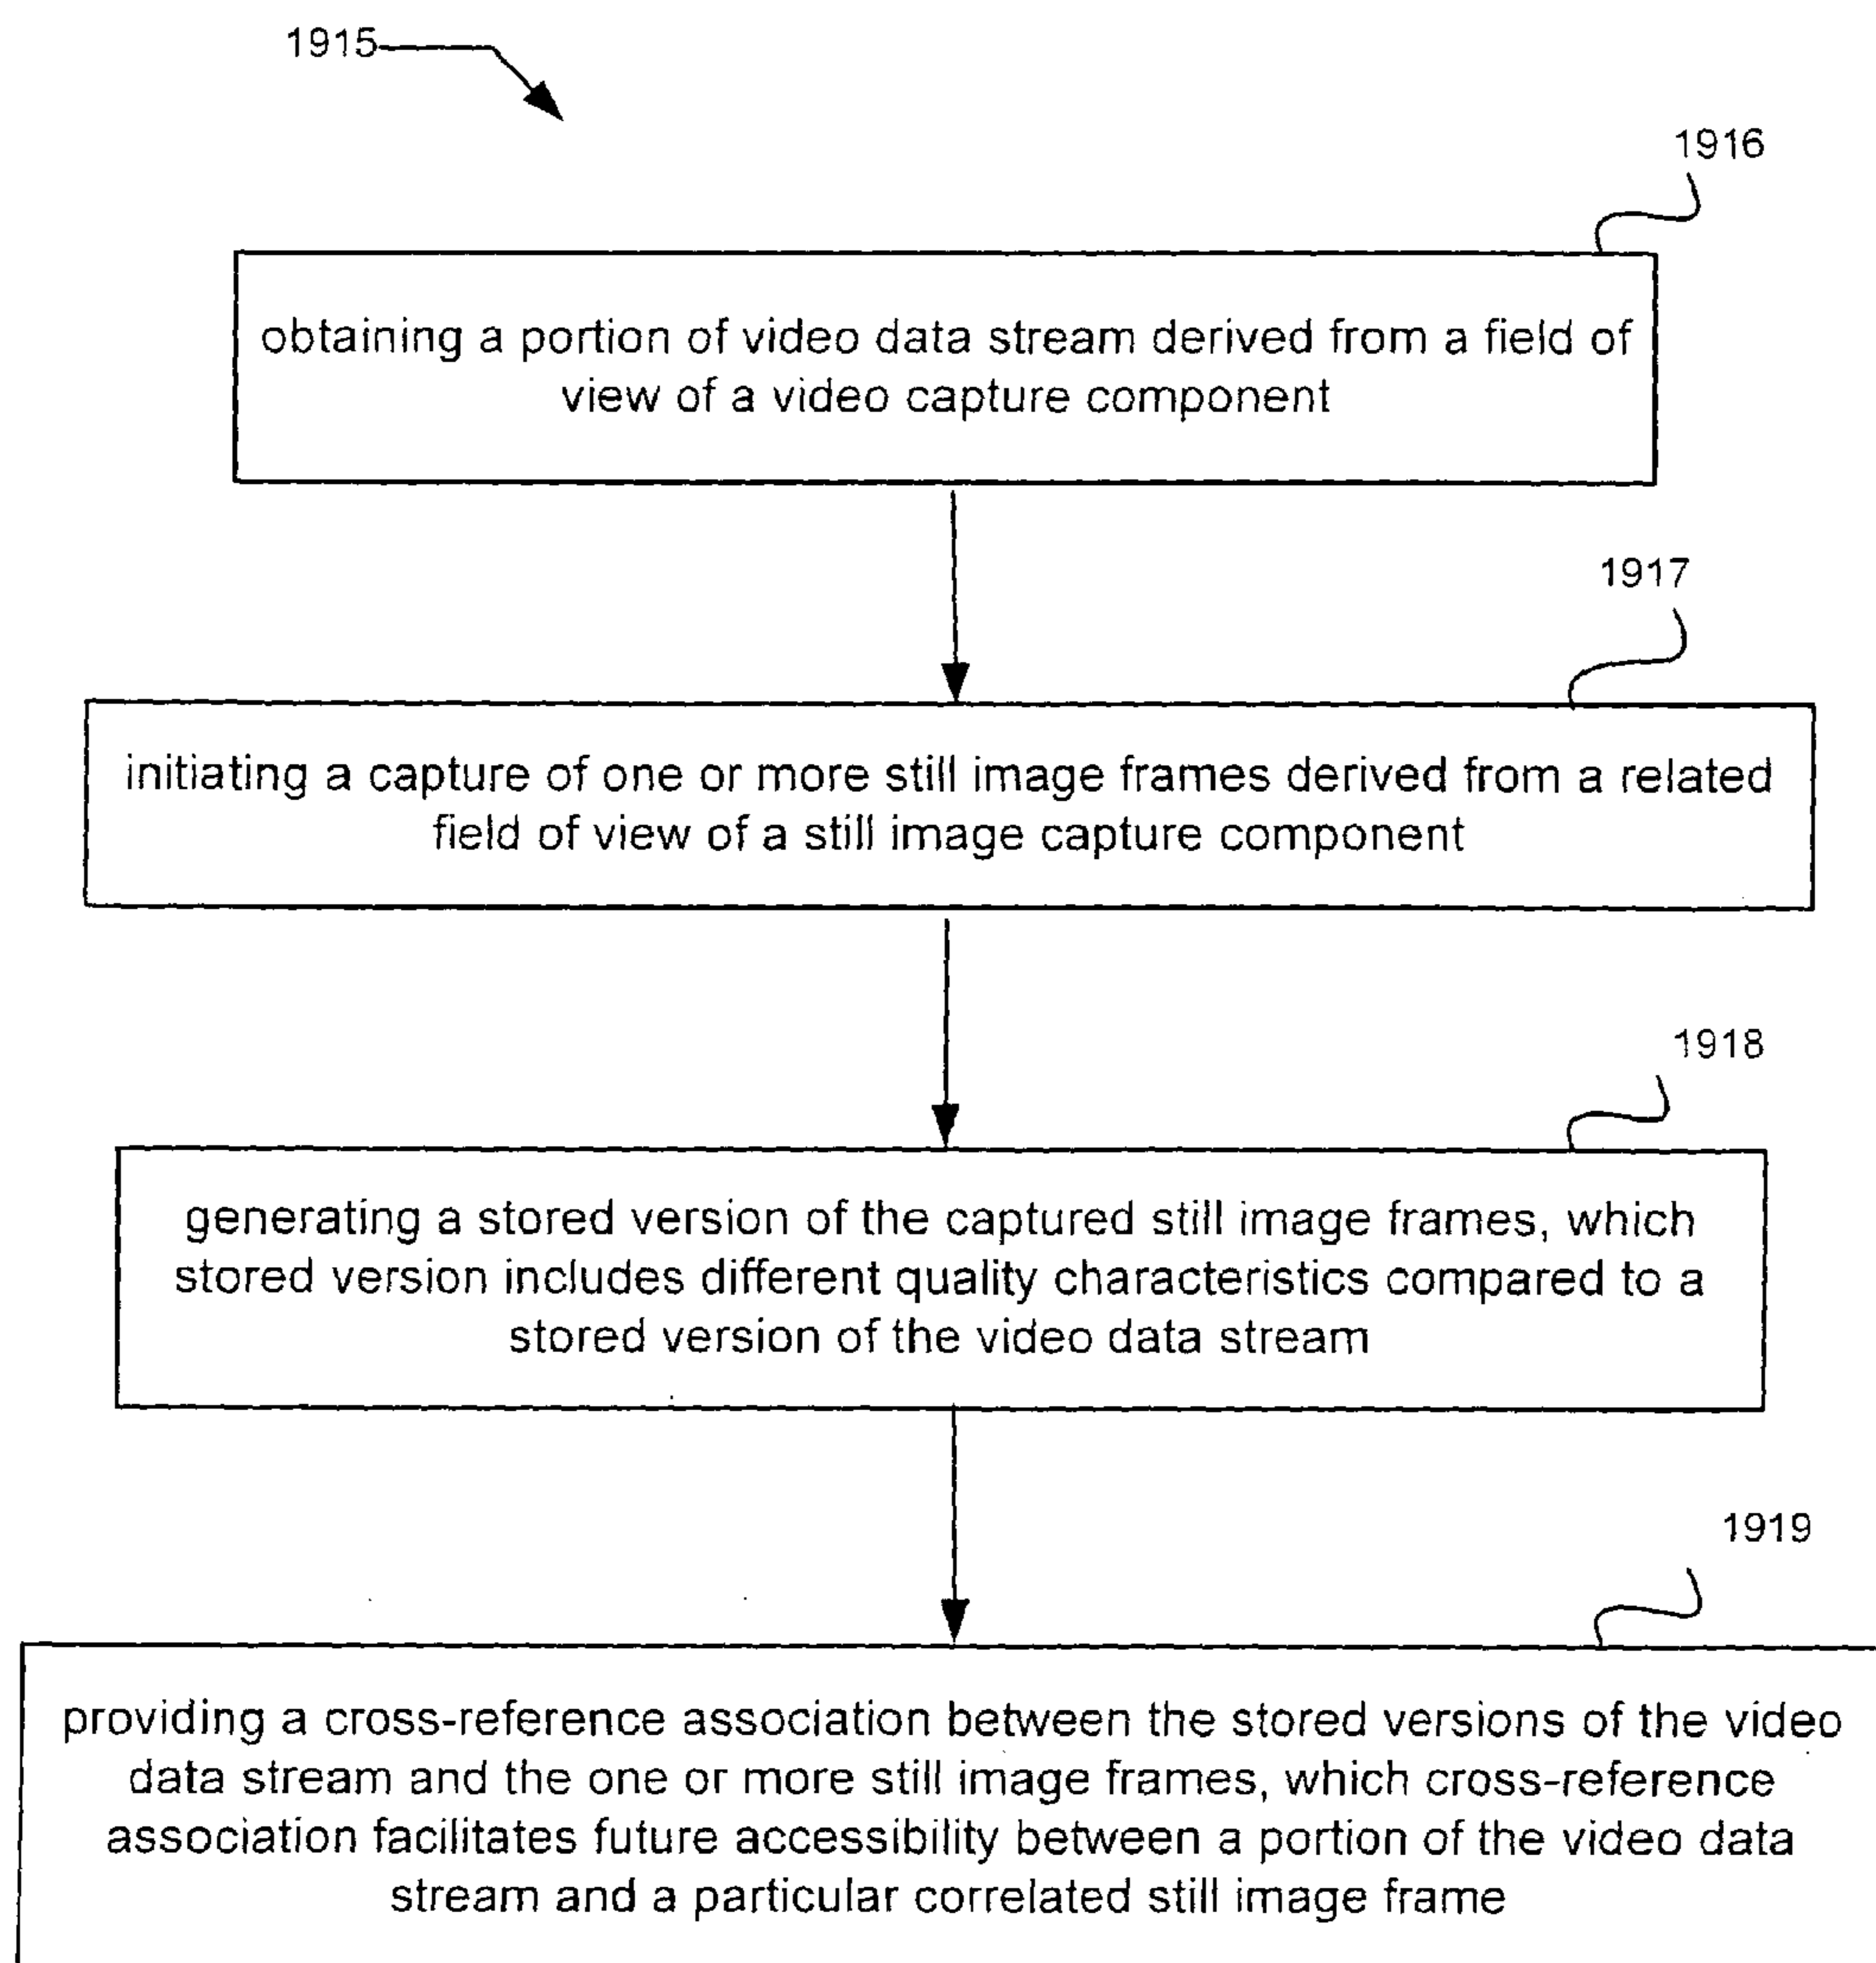 1915
1916
obtaining a portion of video data stream derived from a field of
view of a video capture component
1917
initiating a capture of one or more still image frames derived from a related
field of view of a still image capture component
1918
generating a stored version of the captured still image frames, which
stored version includes different quality characteristics compared to a
stored version of the video data stream
1919
providing a cross-reference association between the stored versions of the video
data stream and the one or more still image frames, which cross-reference
association facilitates future accessibility between a portion of the video data
stream and a particular correlated still image frame